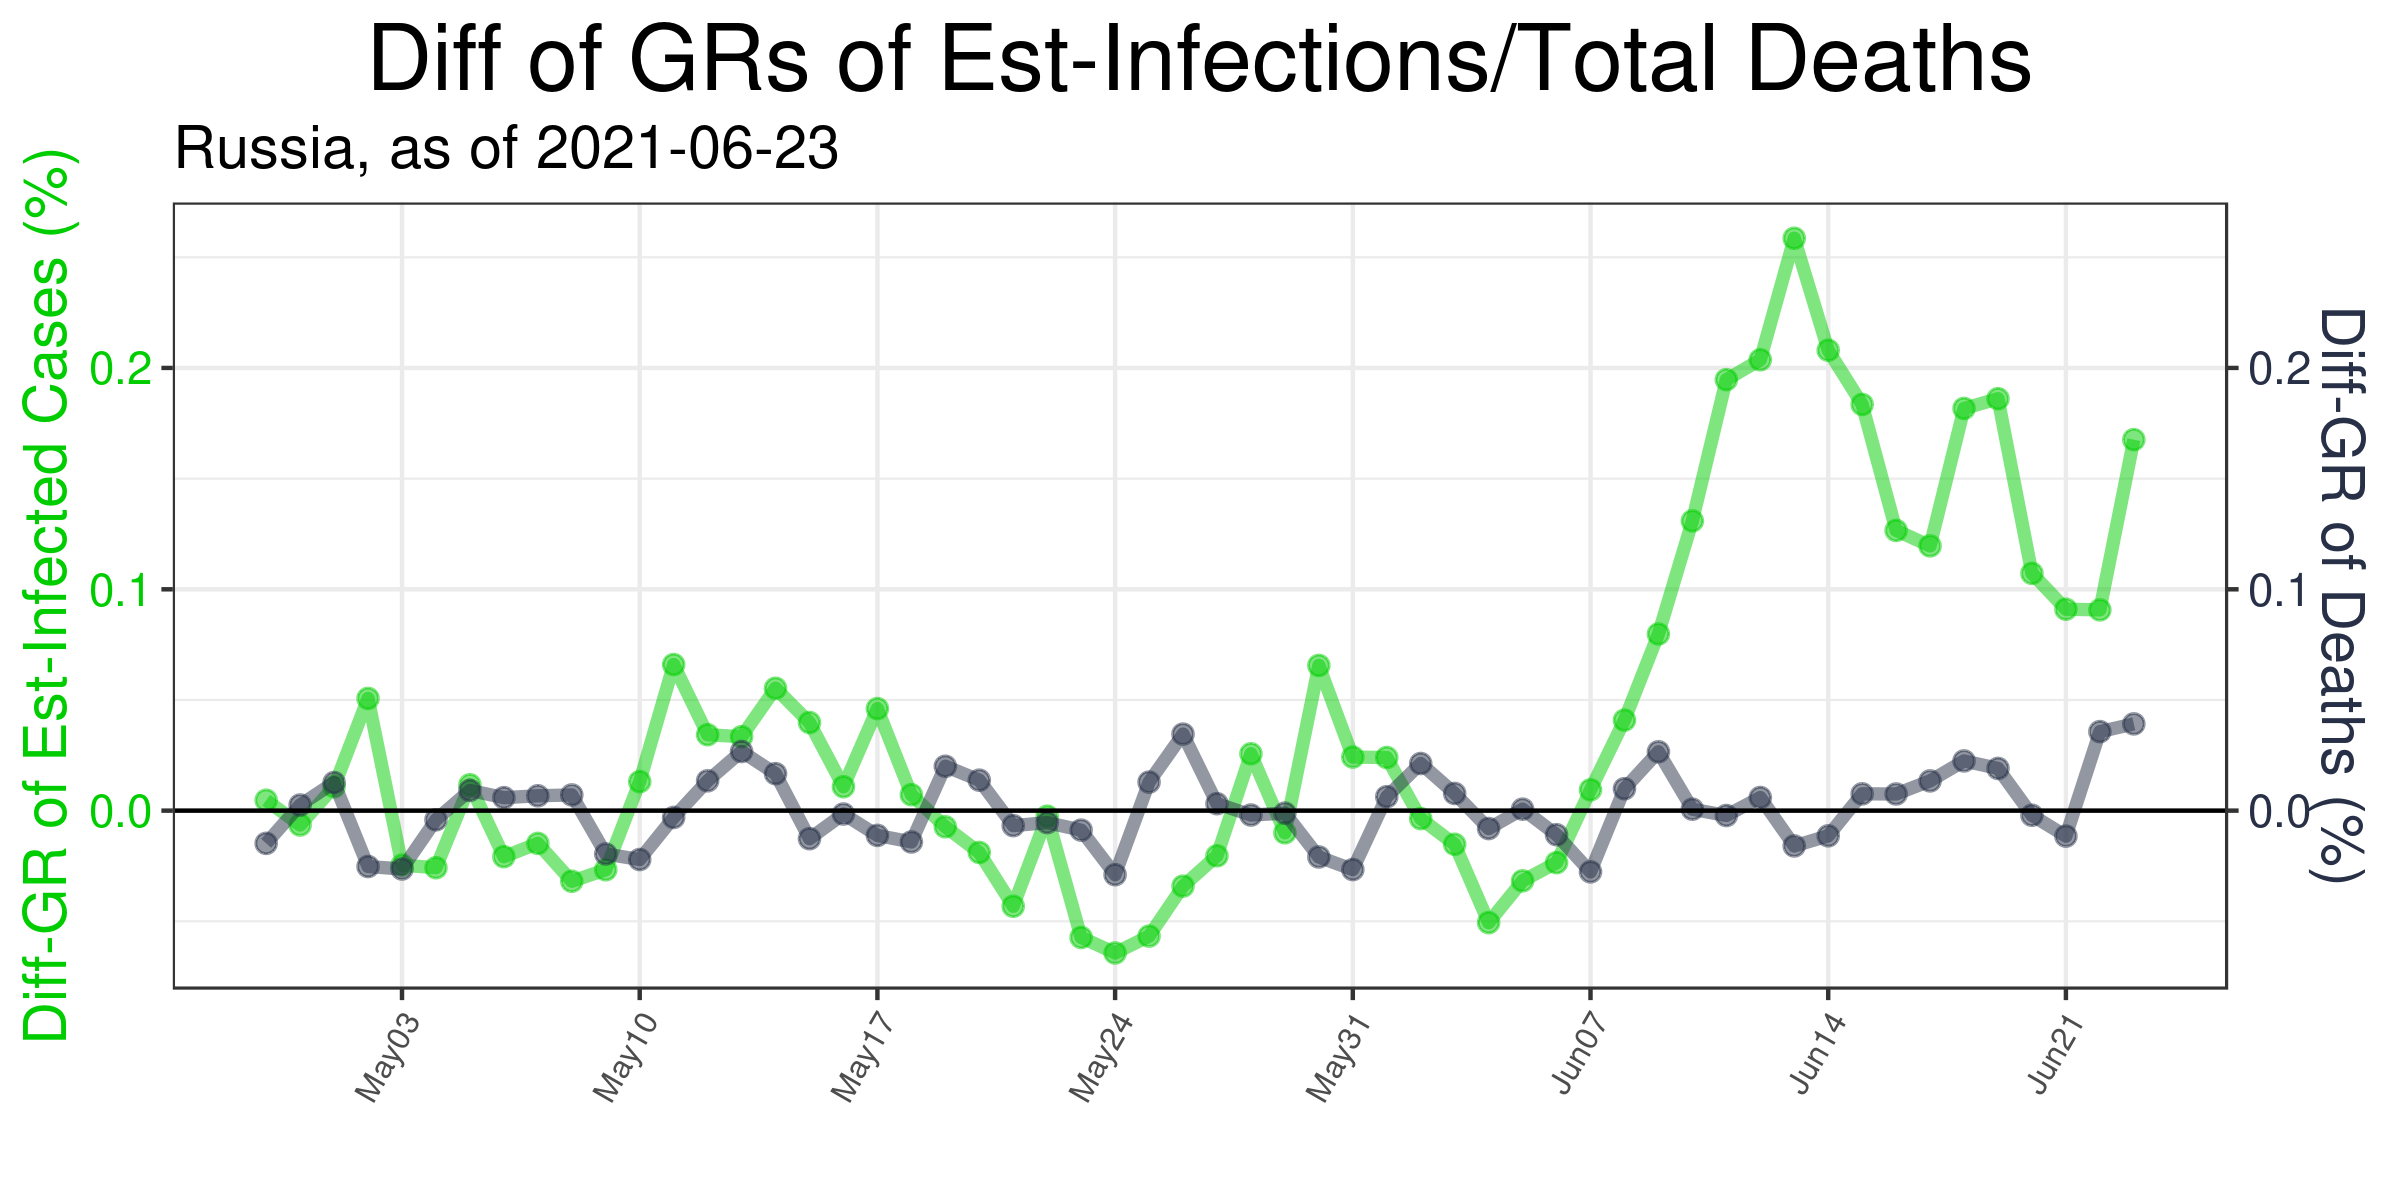 Diff of GRs of Est-Infections/Total Deaths
Russia, as of 2021-06-23
Diff-GR of Est-Infected Cases (%)
0.2
0.1
0.0
0.2
0.1
0.0
Diff-GR of Deaths (%)
May03
May10
May17
May24
May31
Jun07
Jun14
Jun21